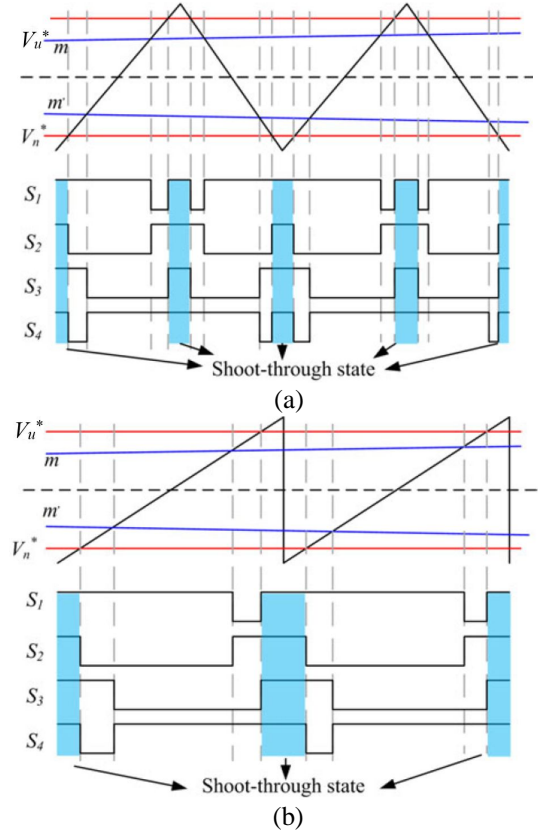 Vu*
m
m'
Vn*
S1
S2
S3
S4
Shoot-through state
(a)
Vu*
m
m'
Vn*
S1
S2
S3
S4
Shoot-through state
(b)